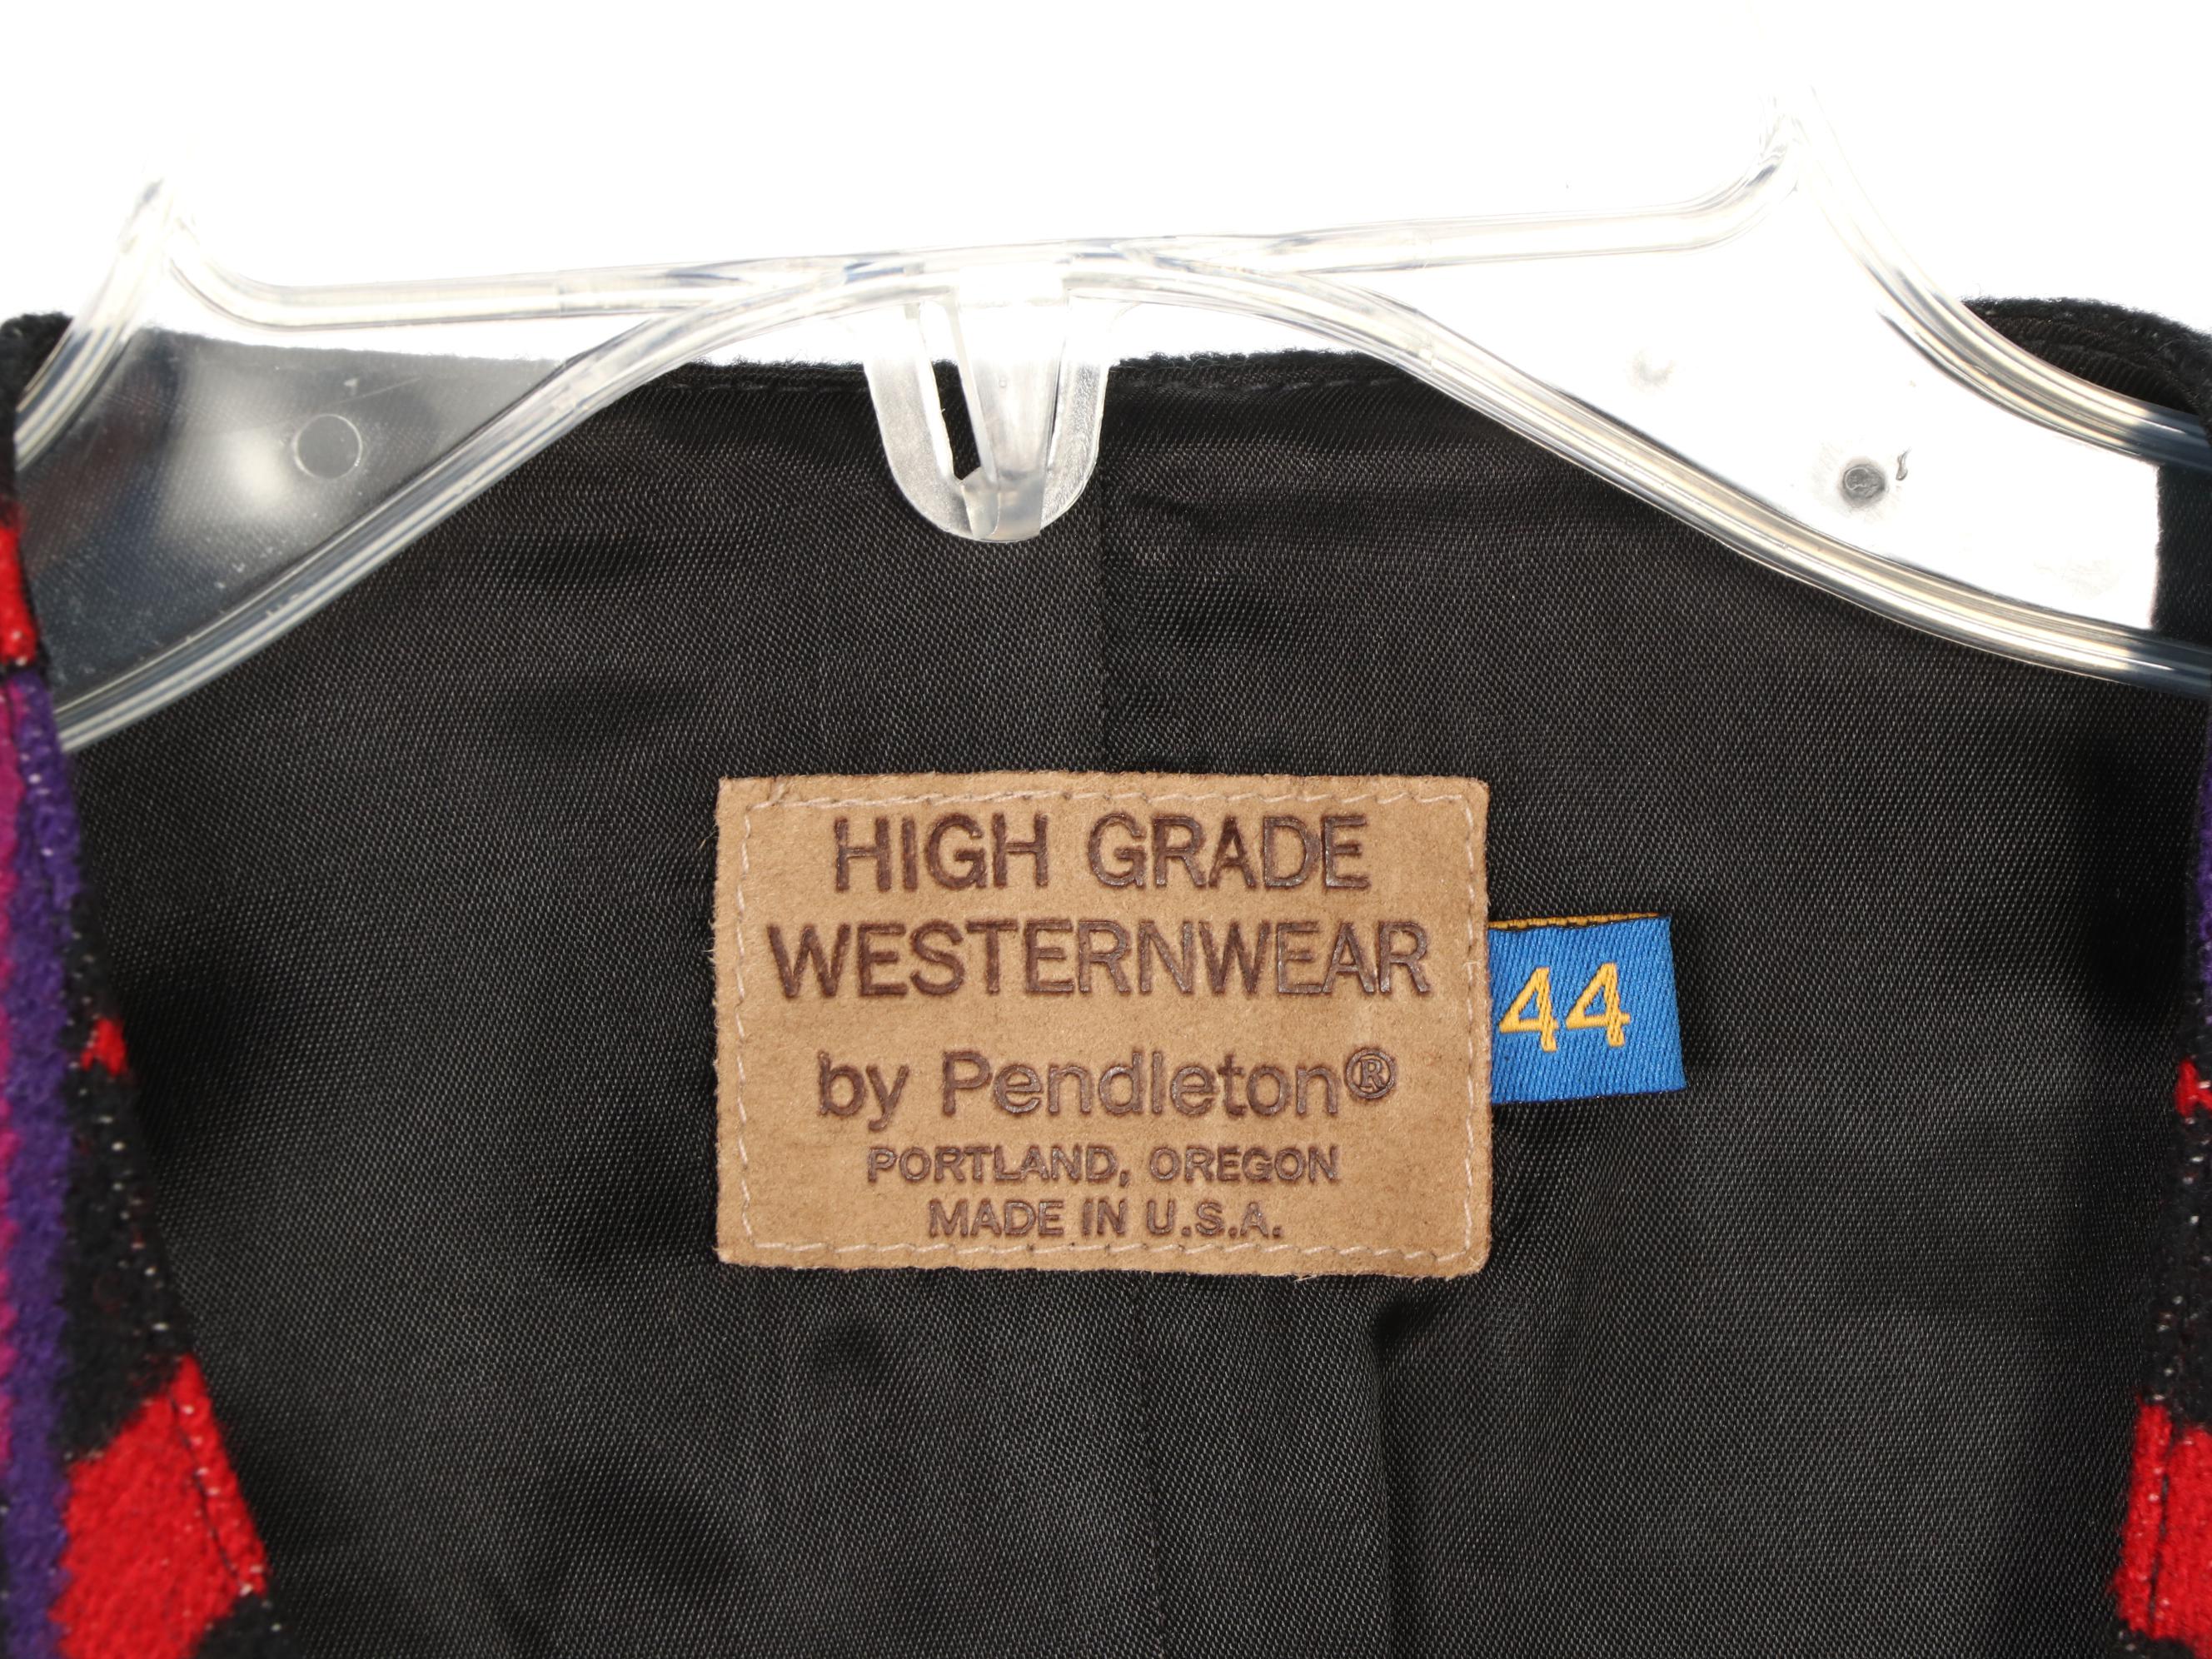 HIGH GRADE
WESTERNWEAR
by Pendleton®
PORTLAND, OREGON
MADE IN U.S.A.
44